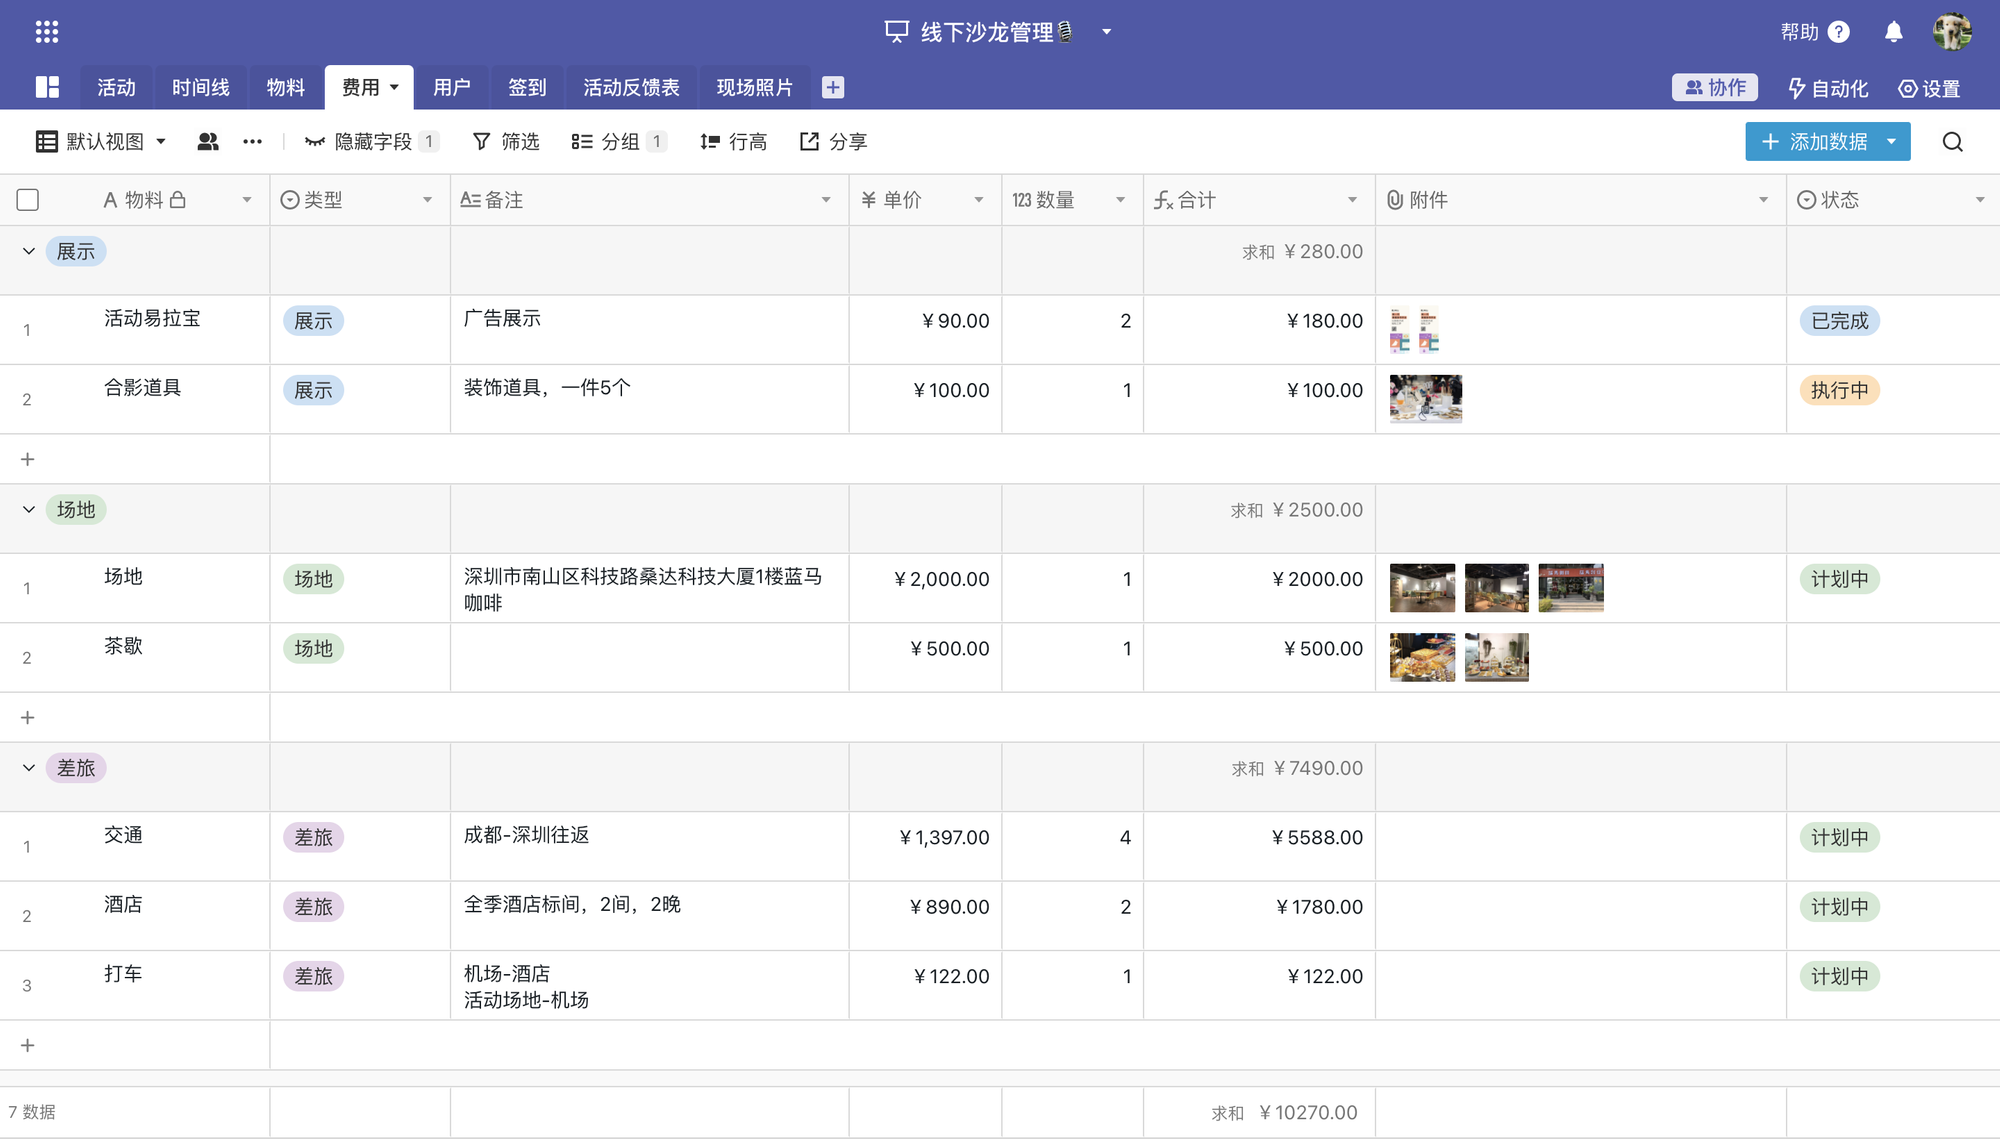 线下沙龙管理
帮助
活动 时间线 物料 费用 用户 签到 活动反馈表 现场照片
协作 自动化 设置
默认视图 隐藏字段 1 筛选 分组 1 行高 分享
添加数据
物料 类型 备注 ¥ 单价 123 数量 合计 附件 状态
展示 求和 ¥280.00
1 活动易拉宝 展示 广告展示 ¥90.00 2 ¥180.00 已完成
2 合影道具 展示 装饰道具，一件5个 ¥100.00 1 ¥100.00 执行中
场地 求和 ¥2500.00
1 场地 场地 深圳市南山区科技路桑达科技大厦1楼蓝马
咖啡 ¥2,000.00 1 ¥2000.00 计划中
2 茶歇 场地 ¥500.00 1 ¥500.00
差旅 求和 ¥7490.00
1 交通 差旅 成都-深圳往返 ¥1,397.00 4 ¥5588.00 计划中
2 酒店 差旅 全季酒店标间，2间，2晚 ¥890.00 2 ¥1780.00 计划中
3 打车 差旅 机场-酒店
活动场地-机场 ¥122.00 1 ¥122.00 计划中
7 数据 求和 ¥10270.00